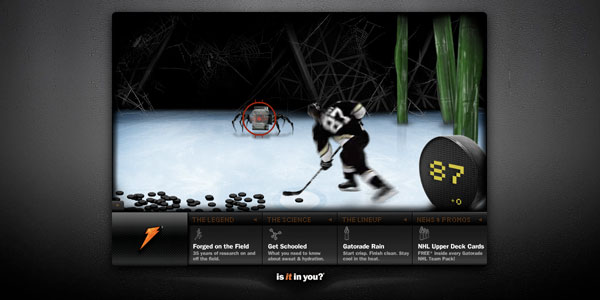 87
87
°0
THE LEGEND
THE SCIENCE
THE LINEUP
NEWS & PROMOS
Forged on the Field
35 years of research on and
off the field.
Get Schooled
What you need to know
about sweat & hydration.
Gatorade Rain
Start crisp. Finish clean. Stay
cool in the heat.
NHL Upper Deck Cards
FREE* inside every Gatorade
NHL Team Pack!
is it in you?